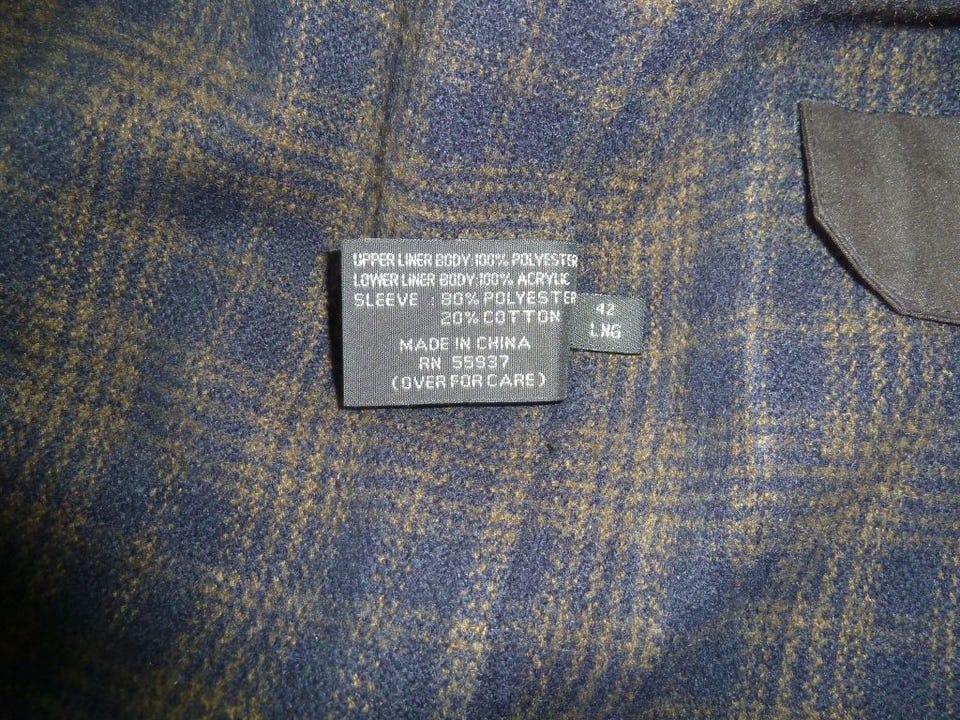 UPPER LINER BODY:100% POLYESTER
LOWER LINER BODY:100% ACRYLIC
SLEEVE : 80% POLYESTER
20% COTTON
MADE IN CHINA
RN 55937
(OVER FOR CARE)
42
LNG